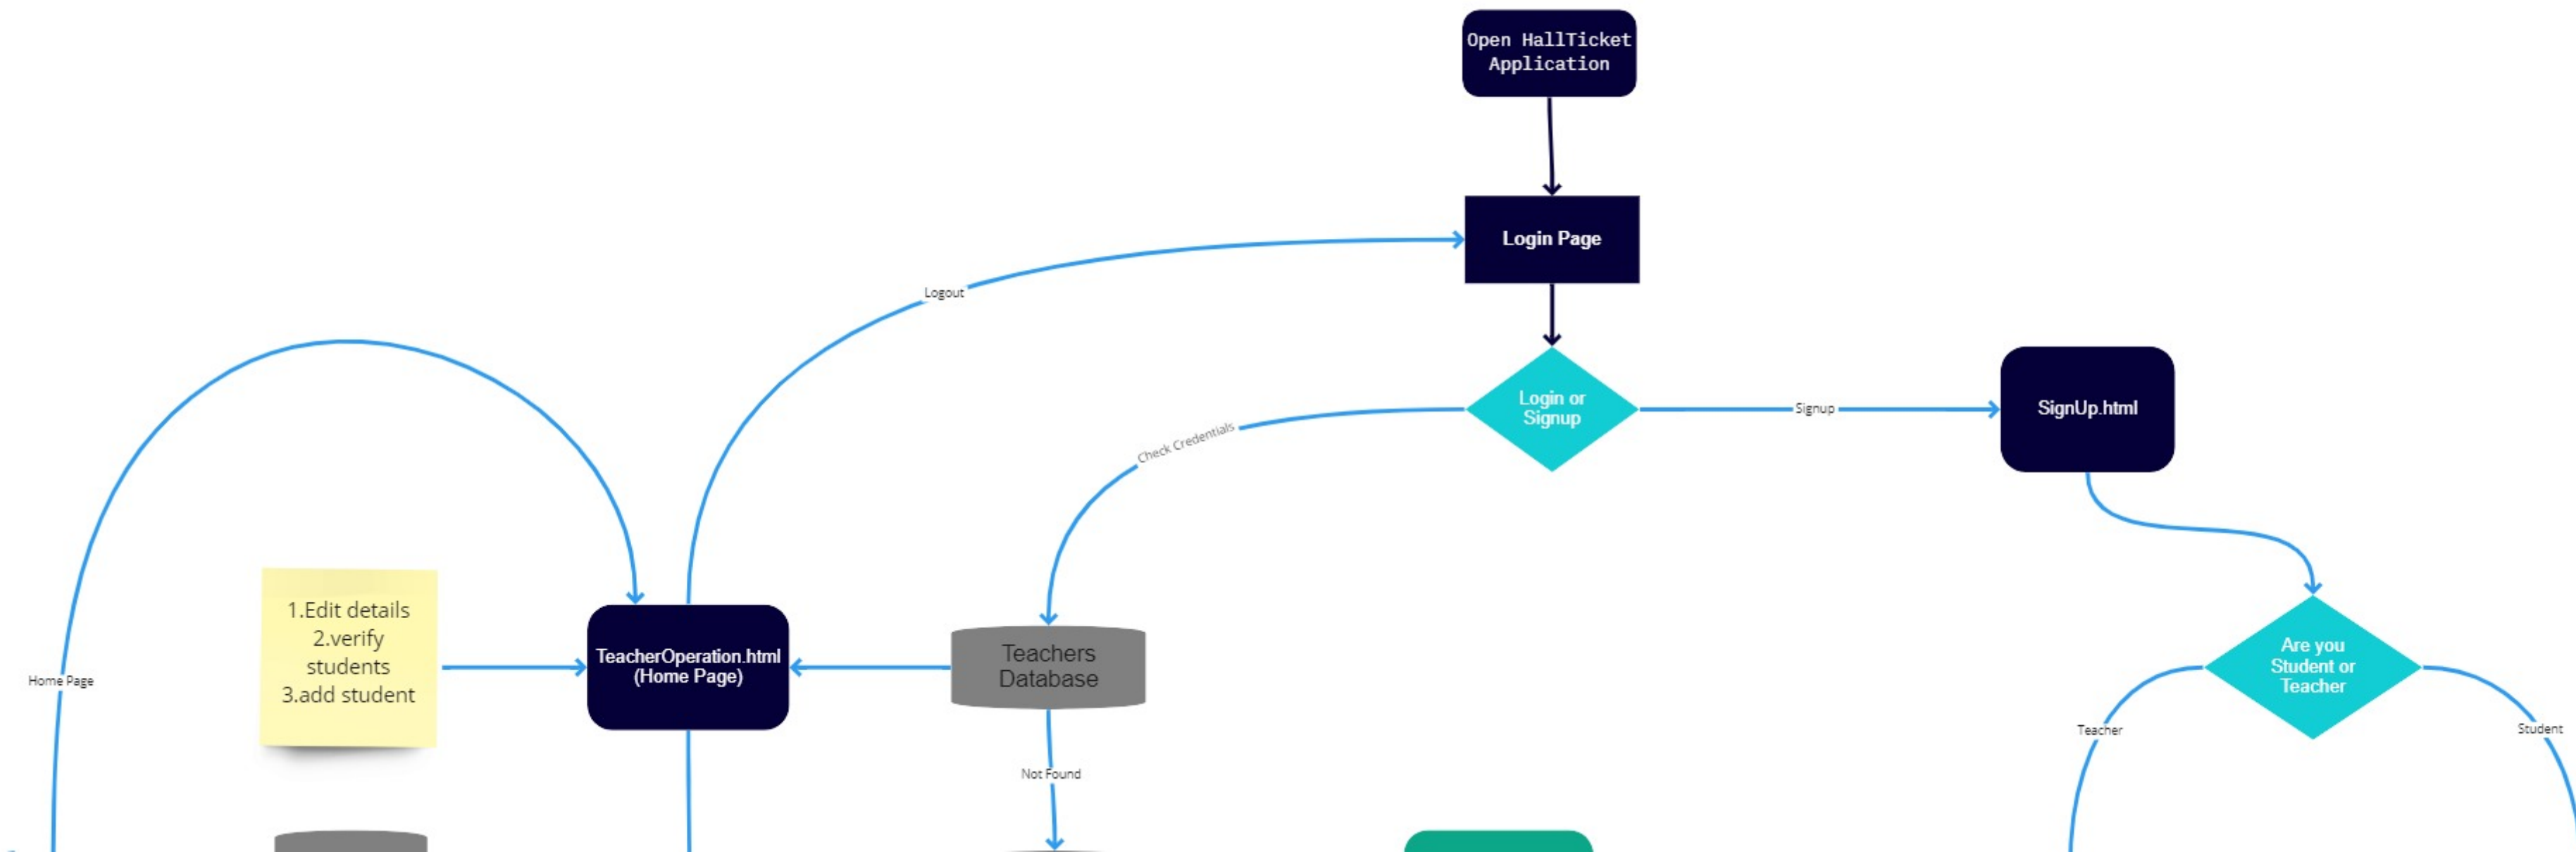 Open HallTicket
Application
Login Page
Logout
Login or
Signup
Signup
SignUp.html
Check Credentials
1.Edit details
2.verify
students
3.add student
TeacherOperation.html
(Home Page)
Teachers
Database
Are you
Student or
Teacher
Home Page
Teacher
Student
Not Found